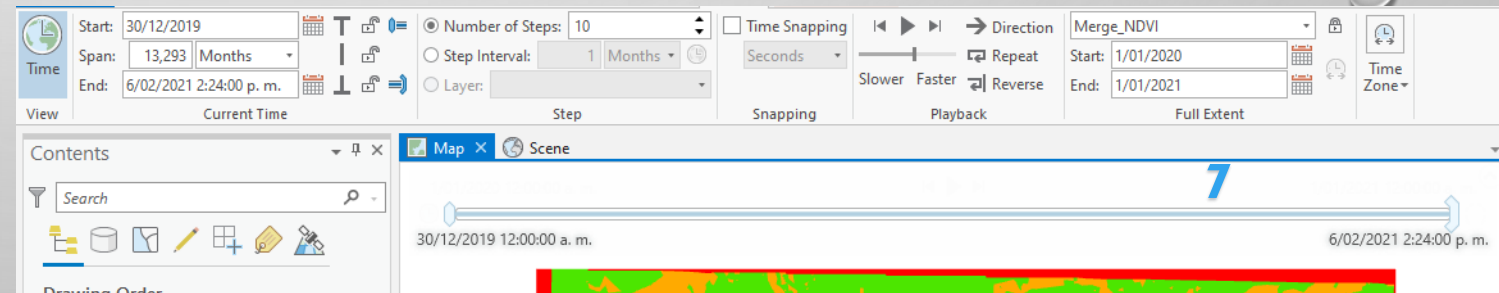 Start: 30/12/2019 Number of Steps: 10 Time Snapping Direction Merge_NDVI
Span: 13,293 Months Step Interval: 1 Months Seconds Repeat Start: 1/01/2020
Time End: 6/02/2021 2:24:00 p. m. Layer: Slower Faster Reverse End: 1/01/2021 Time Zone
View Current Time Step Snapping Playback Full Extent
Contents Map Scene
7
Search
30/12/2019 12:00:00 a. m. 6/02/2021 2:24:00 p. m.
Drawing Order